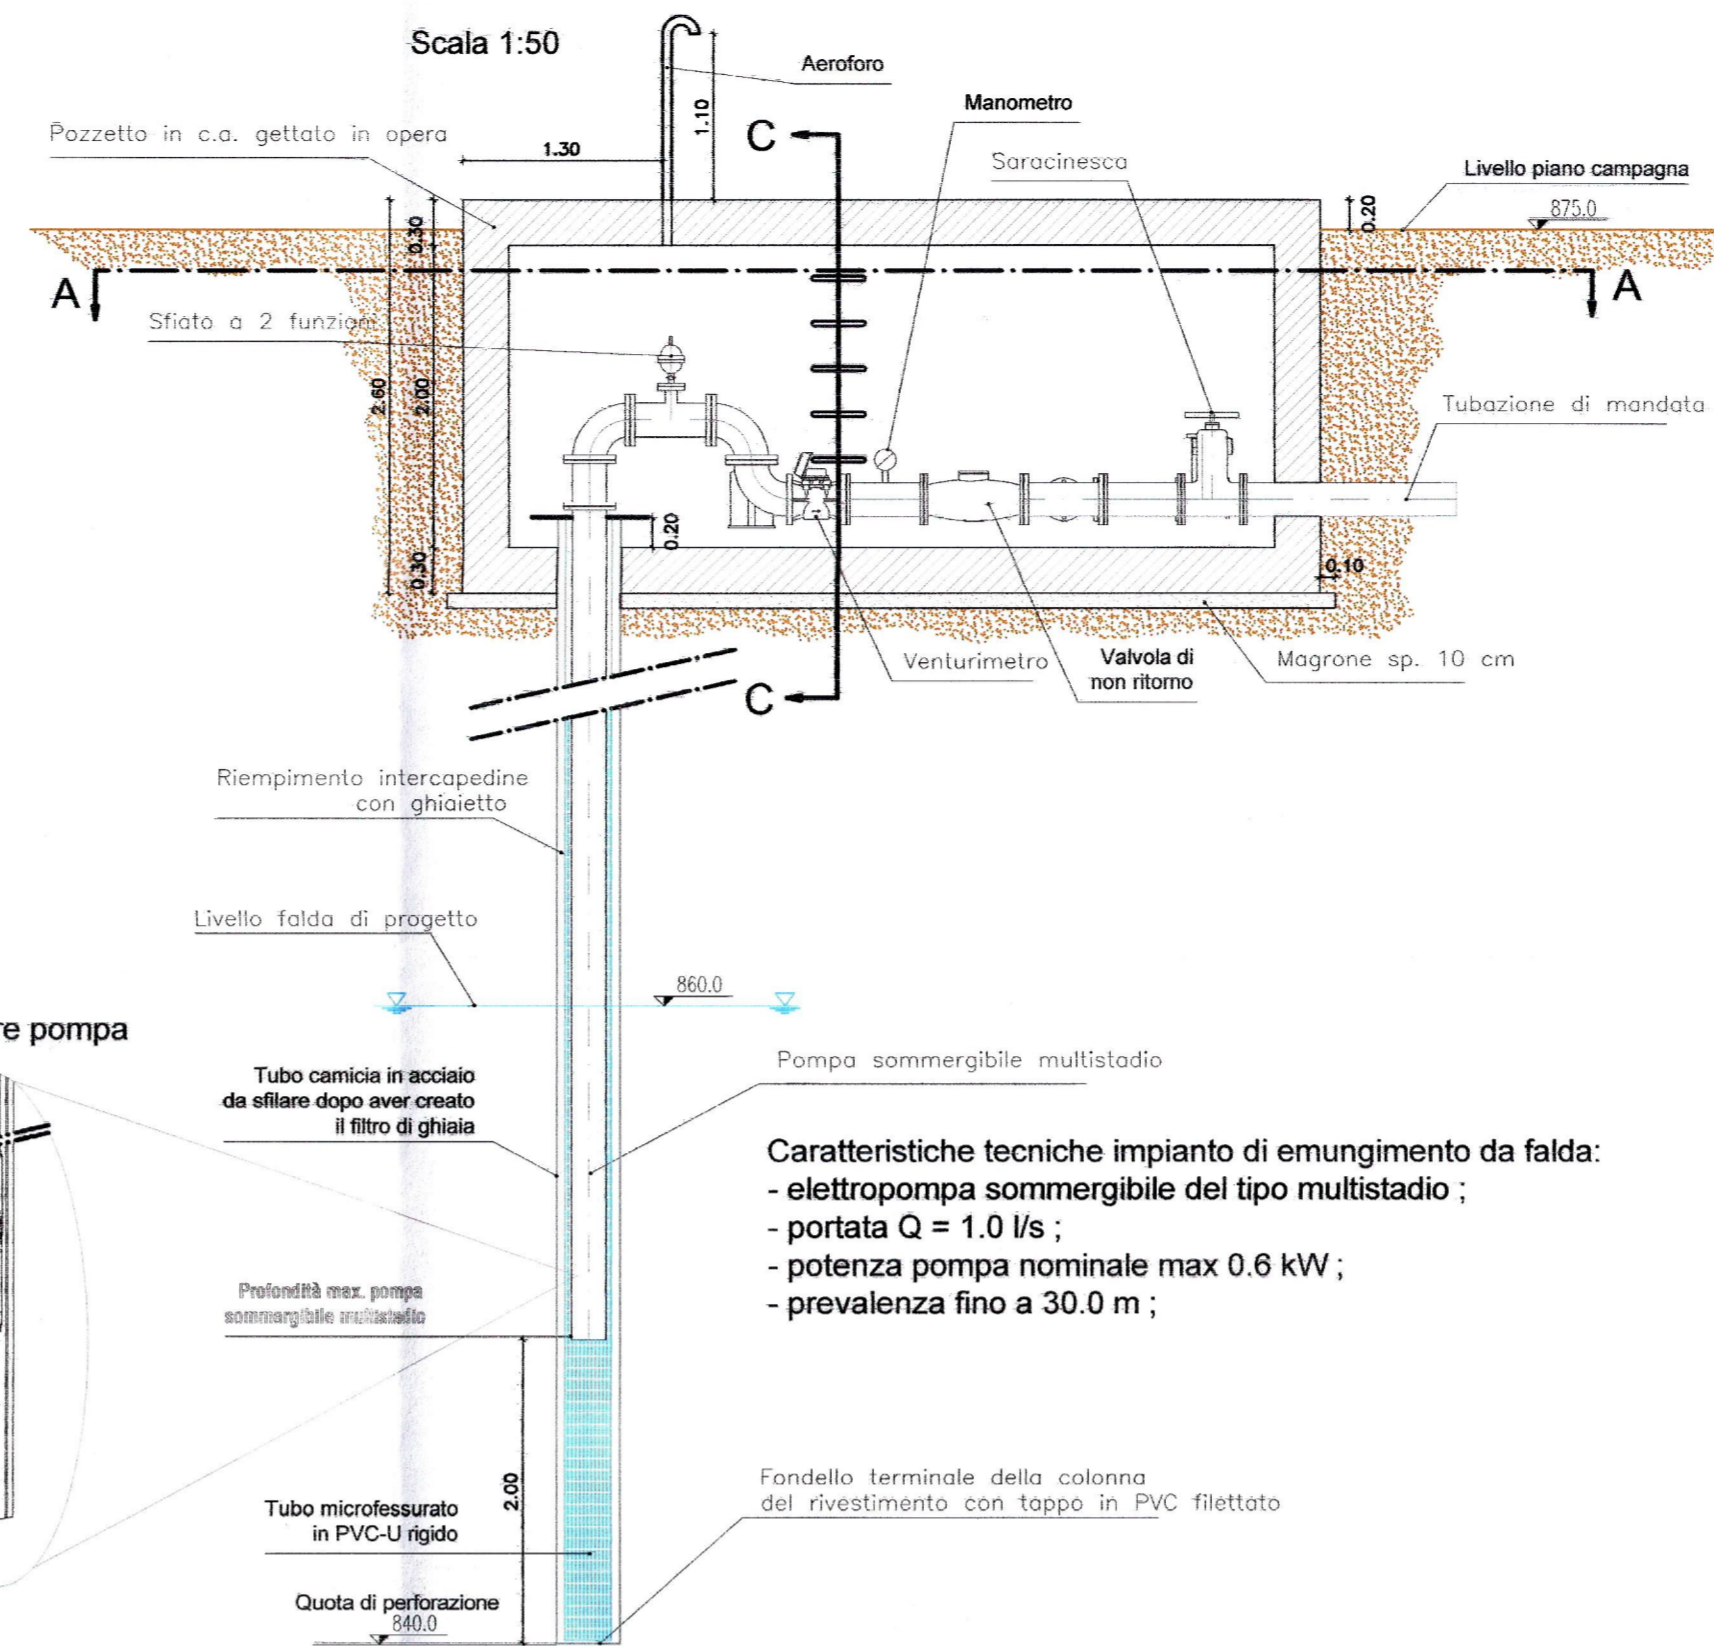 Scala 1:50
Aeroforo
Manometro
Pozzetto in c.a. gettato in opera
1.30
1.10
C
Saracinesca
Livello piano campagna
875.0
0.20
0.30
A
A
Sfiato a 2 funzioni
2.60
2.00
Tubazione di mandata
0.20
0.30
0.10
Venturimetro
Valvola di
non ritorno
Magrone sp. 10 cm
C
Riempimento intercapedine
con ghiaietto
Livello falda di progetto
860.0
re pompa
Tubo camicia in acciaio
da sfilare dopo aver creato
il filtro di ghiaia
Pompa sommergibile multistadio
Caratteristiche tecniche impianto di emungimento da falda:
- elettropompa sommergibile del tipo multistadio ;
- portata Q = 1.0 l/s ;
- potenza pompa nominale max 0.6 kW ;
- prevalenza fino a 30.0 m ;
Profondità max. pompa
sommergibile multistadio
2.00
Fondello terminale della colonna
del rivestimento con tappo in PVC filettato
Tubo microfessurato
in PVC-U rigido
Quota di perforazione
840.0